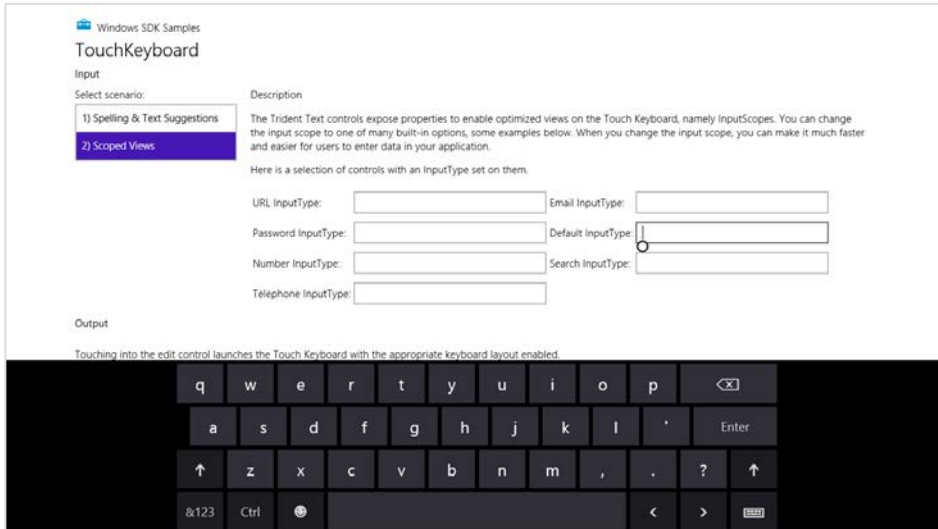 Windows SDK Samples
TouchKeyboard
Input
Select scenario:
1) Spelling & Text Suggestions
2) Scoped Views
Description
The Trident Text controls expose properties to enable optimized views on the Touch Keyboard, namely InputScopes. You can change
the input scope to one of many built-in options, some examples below. When you change the input scope, you can make it much faster
and easier for users to enter data in your application.
Here is a selection of controls with an InputType set on them.
URL InputType: Email InputType:
Password InputType: Default InputType:
Number InputType: Search InputType:
Telephone InputType:
Output
Touching into the edit control launches the Touch Keyboard with the appropriate keyboard layout enabled.
q w e r t y u i o p
a s d f g h j k l ' Enter
z x c v b n m , . ?
&123 Ctrl < >